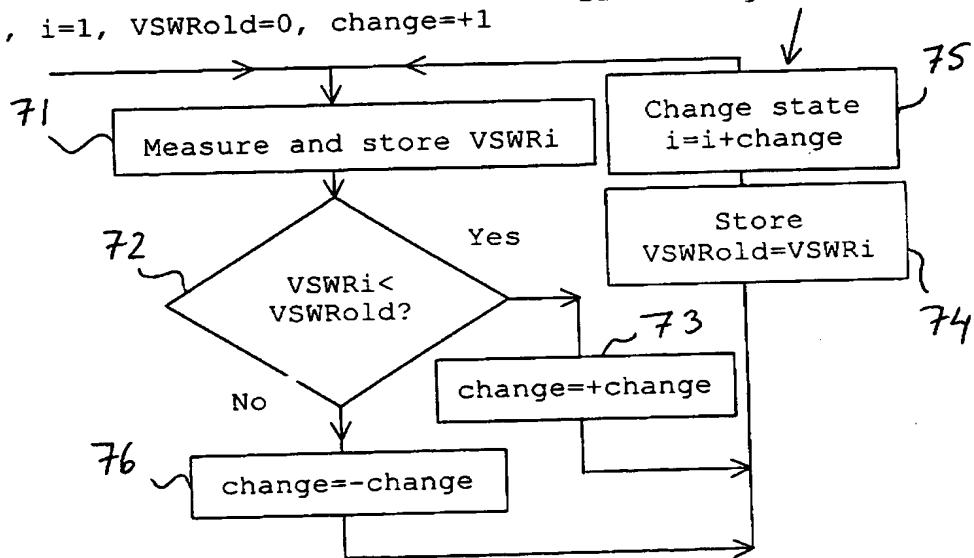 , i=1, VSWRold=0, change=+1
75
71
Change state
i=i+change
Measure and store VSWRi
Store
VSWRold=VSWRi
72
Yes
VSWRi<
VSWRold?
74
73
change=+change
No
76
change=-change